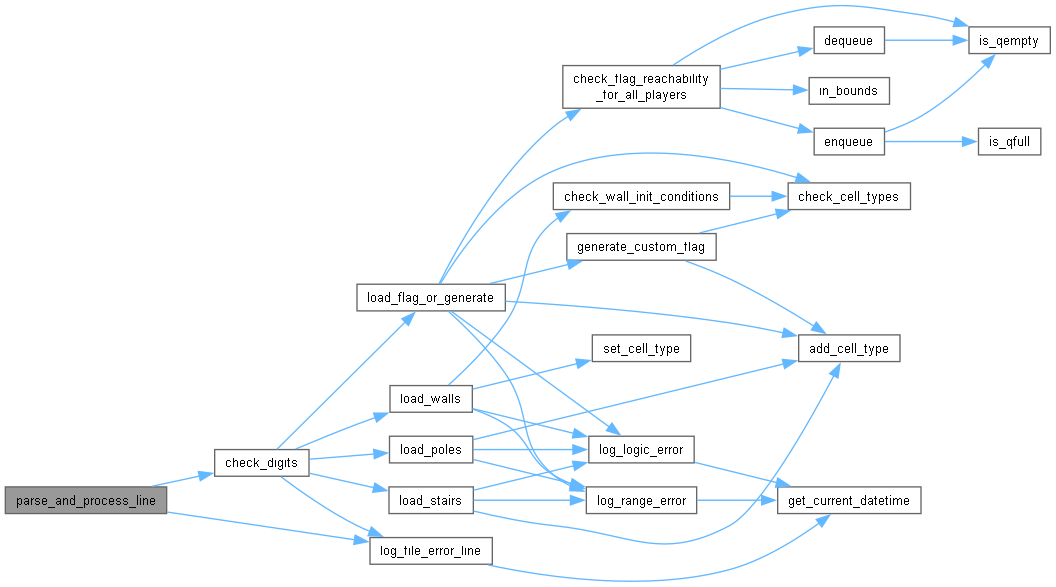 dequeue
is_qempty
check_flag_reachability
_for_all_players
in_bounds
enqueue
is_qfull
check_wall_init_conditions
check_cell_types
generate_custom_flag
load_flag_or_generate
set_cell_type
add_cell_type
load_walls
load_poles
log_logic_error
check_digits
parse_and_process_line
load_stairs
log_range_error
get_current_datetime
log_file_error_line